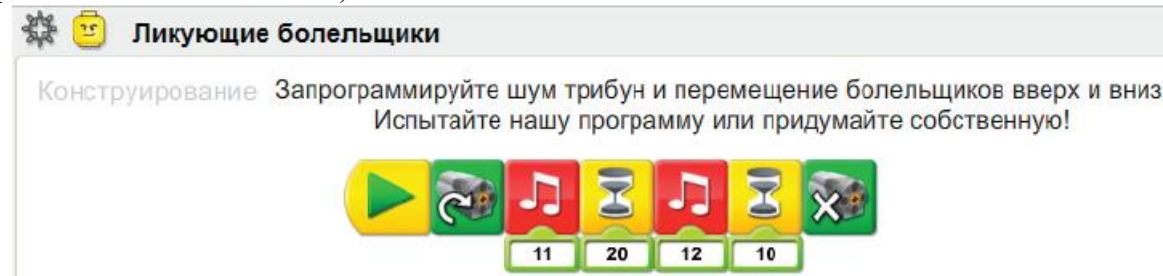 Ликующие болельщики
Конструирование
Запрограммируйте шум трибун и перемещение болельщиков вверх и вниз
Испытайте нашу программу или придумайте собственную!
11 20 12 10